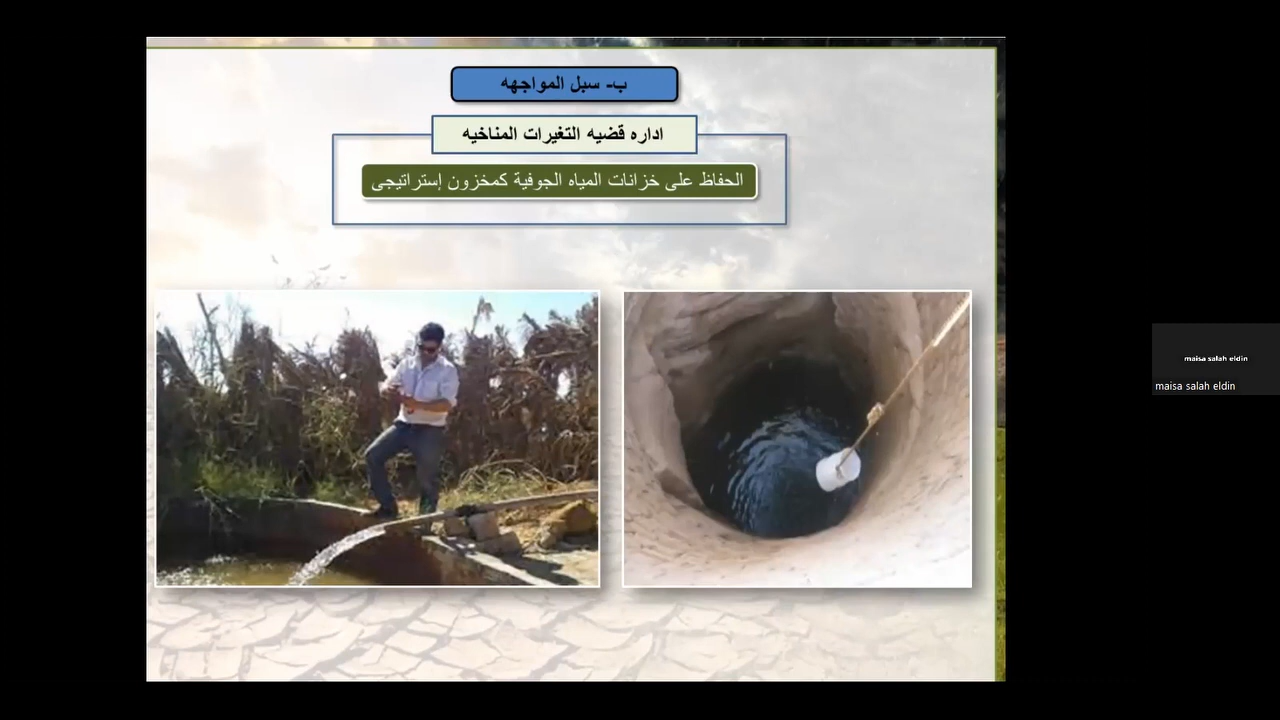 ب- سبل المواجهه
اداره قضيه التغيرات المناخيه
الحفاظ على خزانات المياه الجوفية كمخزون إستراتيجى
maisa salah eldin
maisa salah eldin